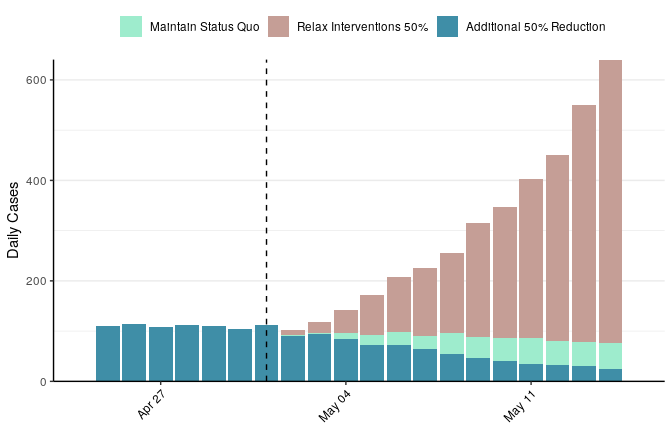 Maintain Status Quo Relax Interventions 50% Additional 50% Reduction
Daily Cases
600
400
200
0
Apr 27 May 04 May 11